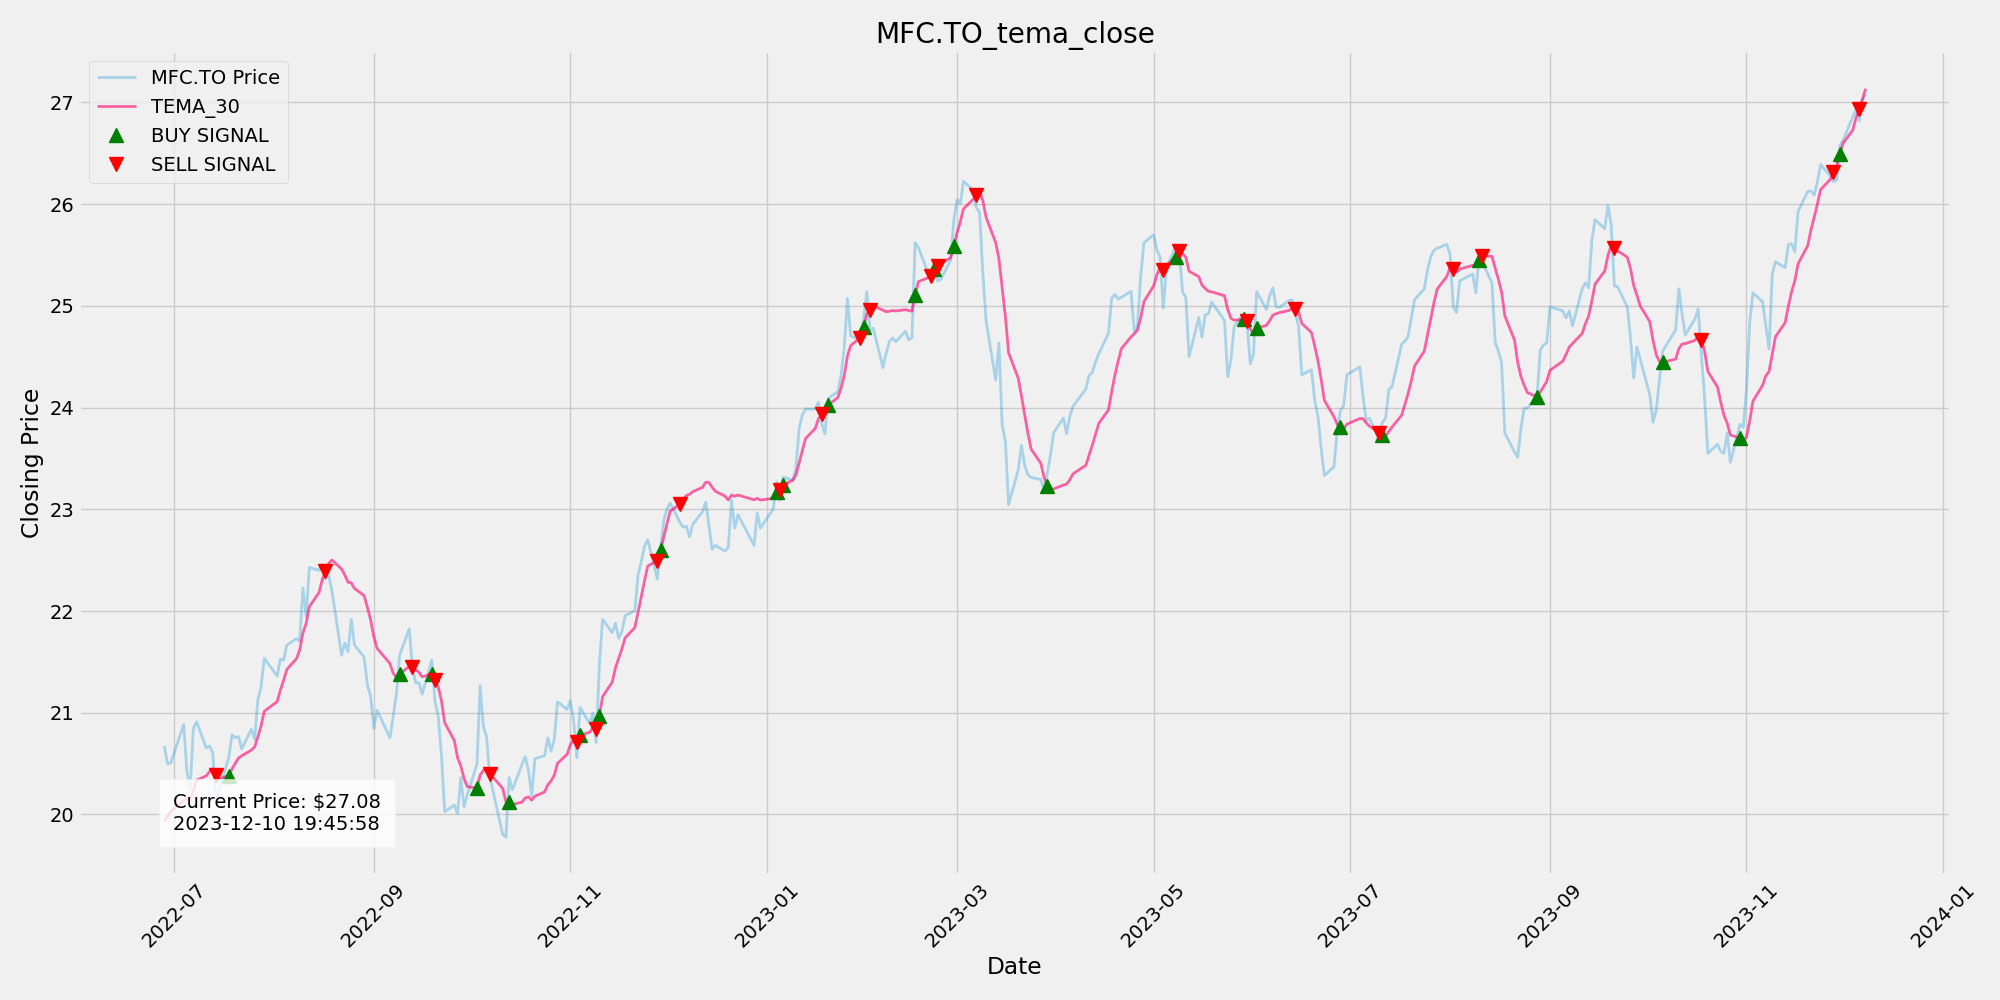 MFC.TO_tema_close
MFC.TO Price
TEMA_30
BUY SIGNAL
SELL SIGNAL
27
26
25
24
23
22
21
20
Closing Price
Current Price: $27.08
2023-12-10 19:45:58
2022-07
2022-09
2022-11
2023-01
2023-03
2023-05
2023-07
2023-09
2023-11
2024-01
Date